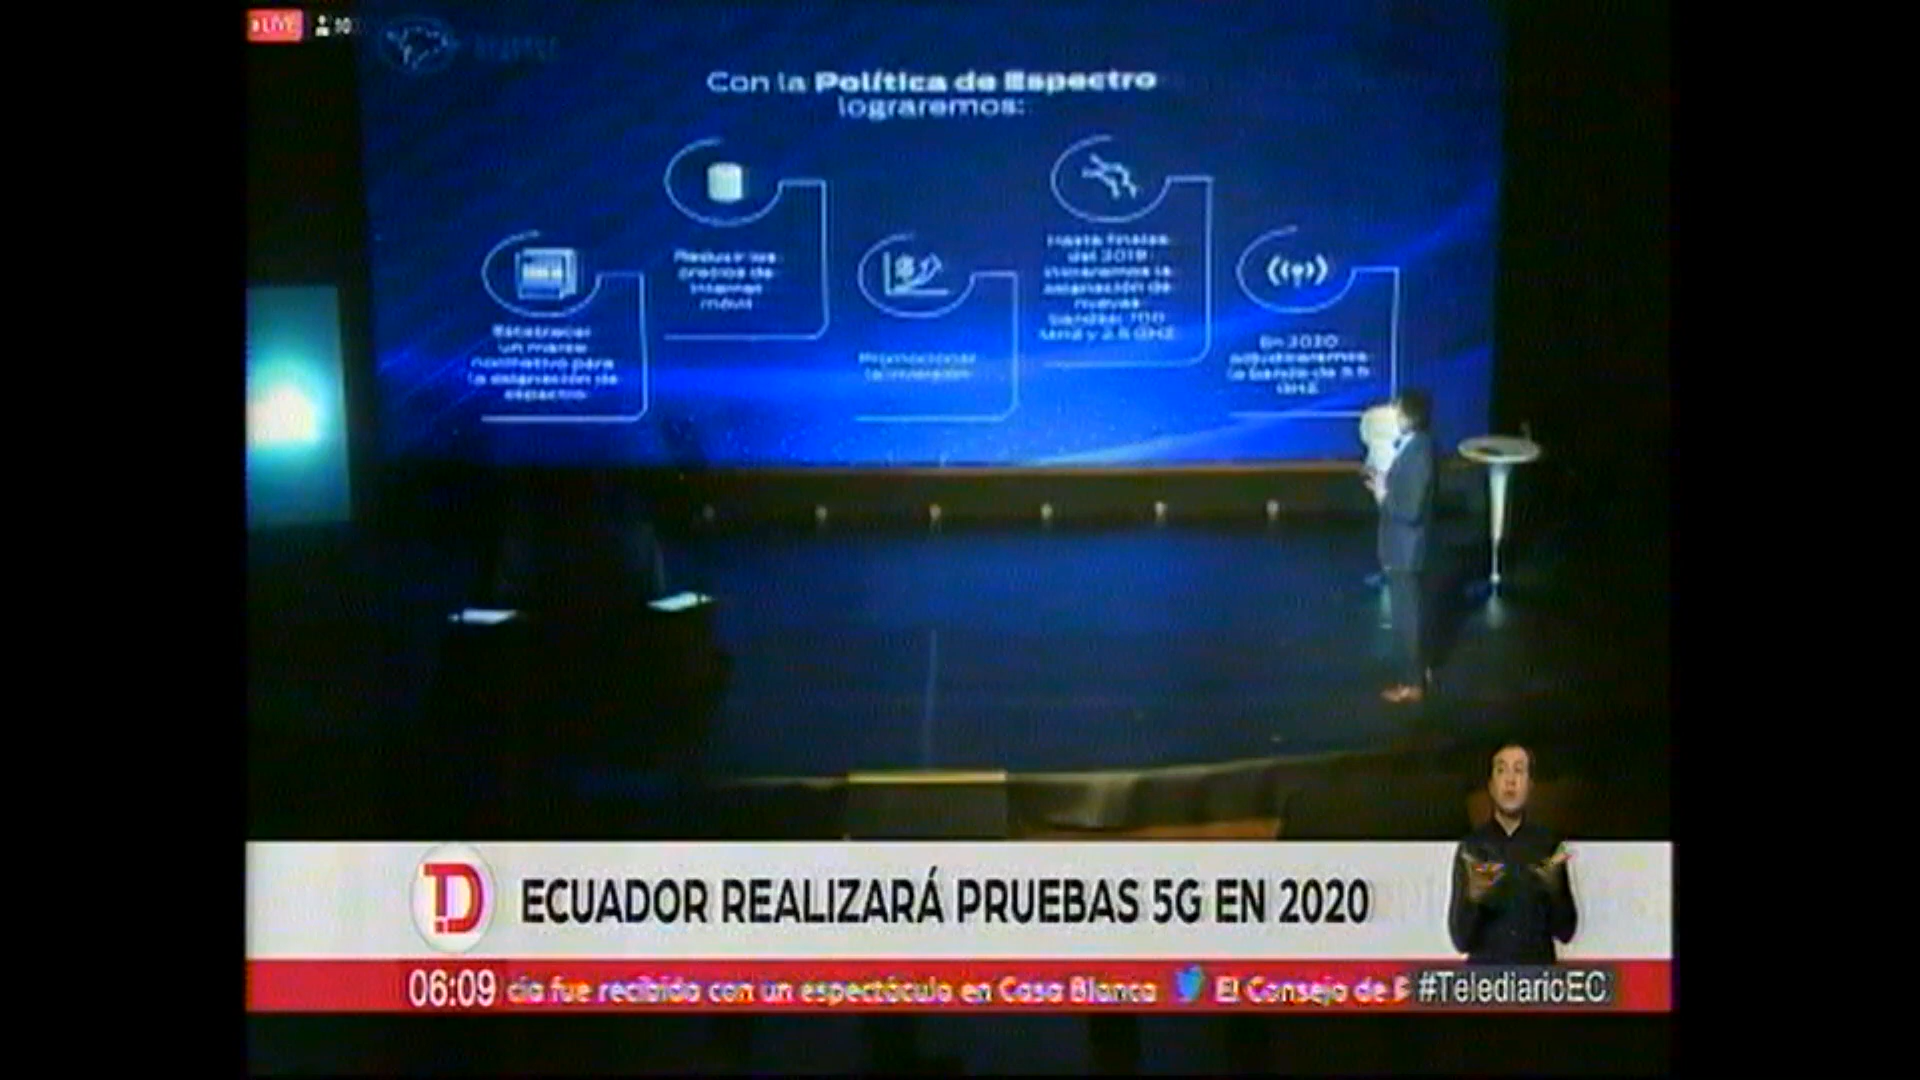 LIVE
Con la Política de Espectro
lograremos:
Reducir los
precios de
internet
móvil
Hasta finales
del 2019
iniciaremos la
asignación de
nuevas
bandas: 700
MHz y 2.5 GHZ
Establecer
un marco
normativo para
la asignación de
espectro
Promocionar
la inversión
En 2020
adjudicaremos
la banda de 3.5
GHZ
ECUADOR REALIZARÁ PRUEBAS 5G EN 2020
06:09 cia fue recibido con un espectáculo en Casa Blanca El Consejo de #TelediarioEC